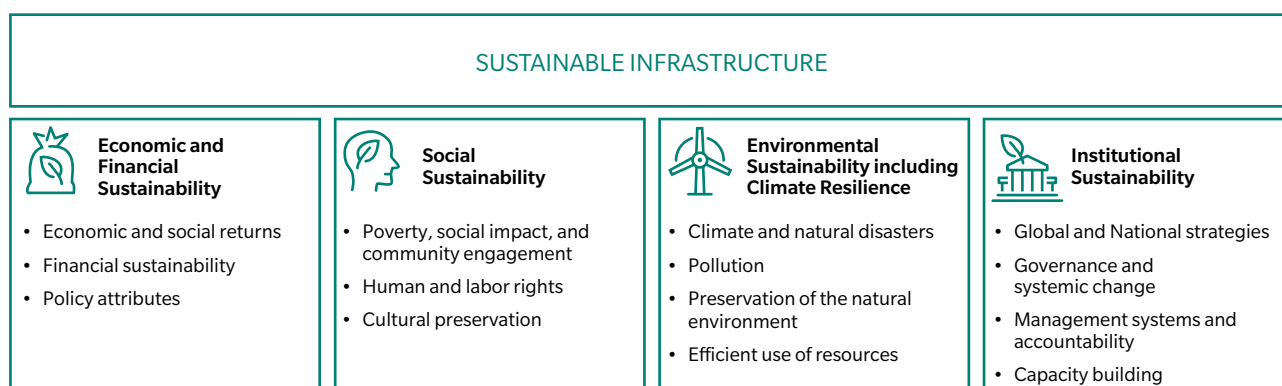 SUSTAINABLE INFRASTRUCTURE
Economic and
Financial
Sustainability
• Economic and social returns
• Financial sustainability
• Policy attributes
Social
Sustainability
• Poverty, social impact, and
community engagement
• Human and labor rights
• Cultural preservation
Environmental
Sustainability including
Climate Resilience
• Climate and natural disasters
• Pollution
• Preservation of the natural
environment
• Efficient use of resources
Institutional
Sustainability
• Global and National strategies
• Governance and
systemic change
• Management systems and
accountability
• Capacity building